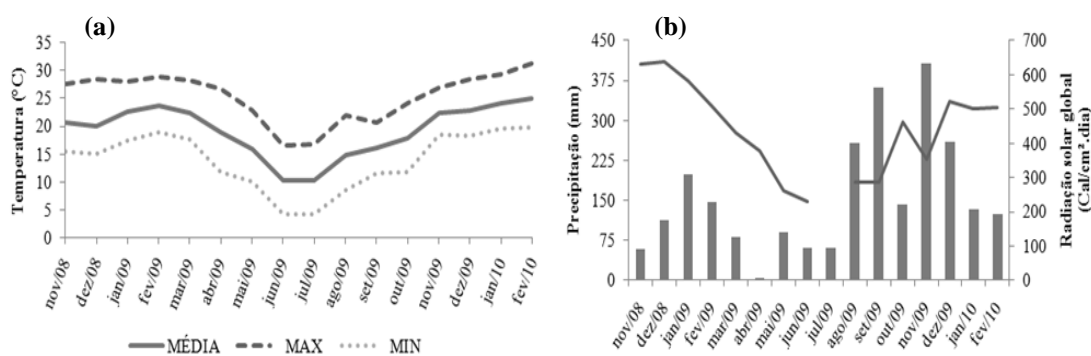 (a)
Temperatura (°C)
35
30
25
20
15
10
5
0
nov/08
dez/08
jan/09
fev/09
mar/09
abr/09
mai/09
jun/09
jul/09
ago/09
set/09
out/09
nov/09
dez/09
jan/10
fev/10
MÉDIA MAX MIN
(b)
Precipitação (mm)
450
375
300
225
150
75
0
nov/08
dez/08
jan/09
fev/09
mar/09
abr/09
mai/09
jun/09
jul/09
ago/09
set/09
out/09
nov/09
dez/09
jan/10
fev/10
700
600
500
400
300
200
100
0
Radiação solar global
(Cal/cm².dia)